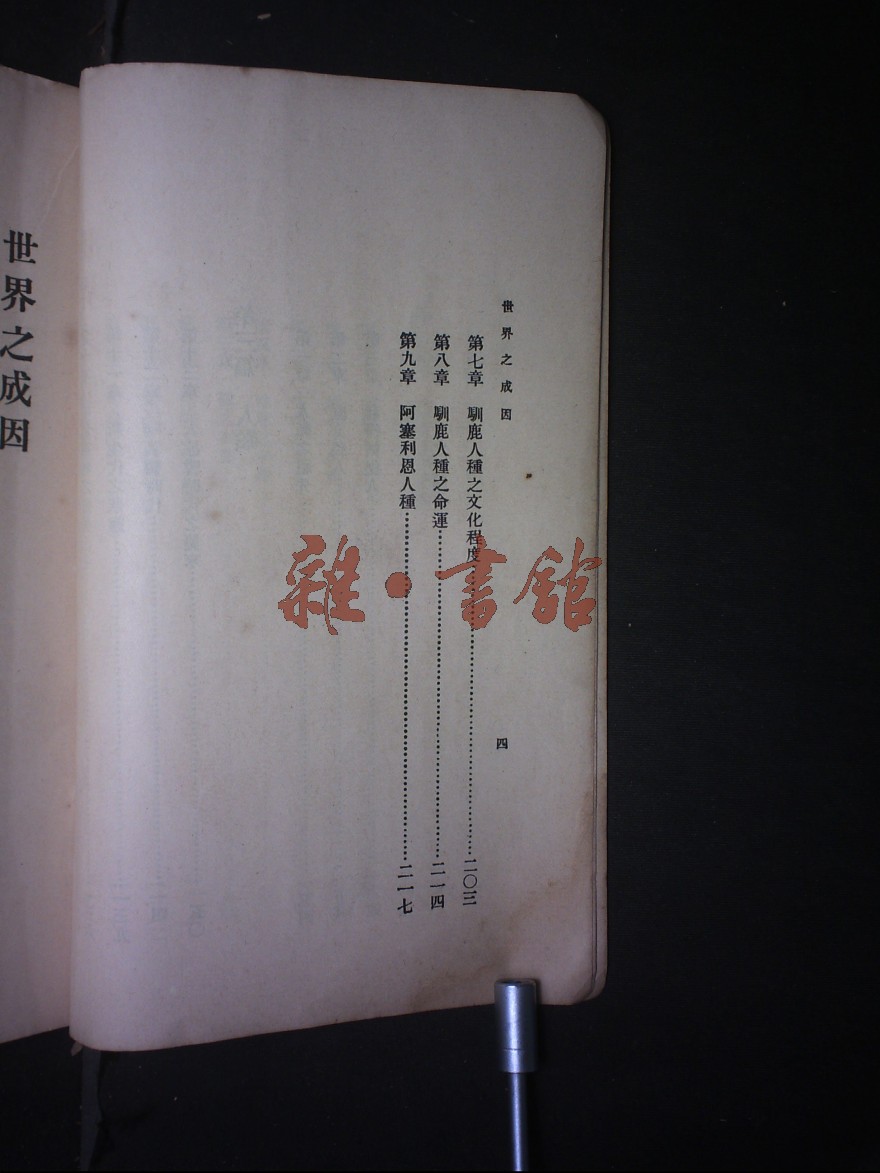 世界之成因
四
第七章　馴鹿人種之文化程度……二〇三
第八章　馴鹿人種之命運……二一四
第九章　阿塞利恩人種……二一七
世界之成因
雜·書館